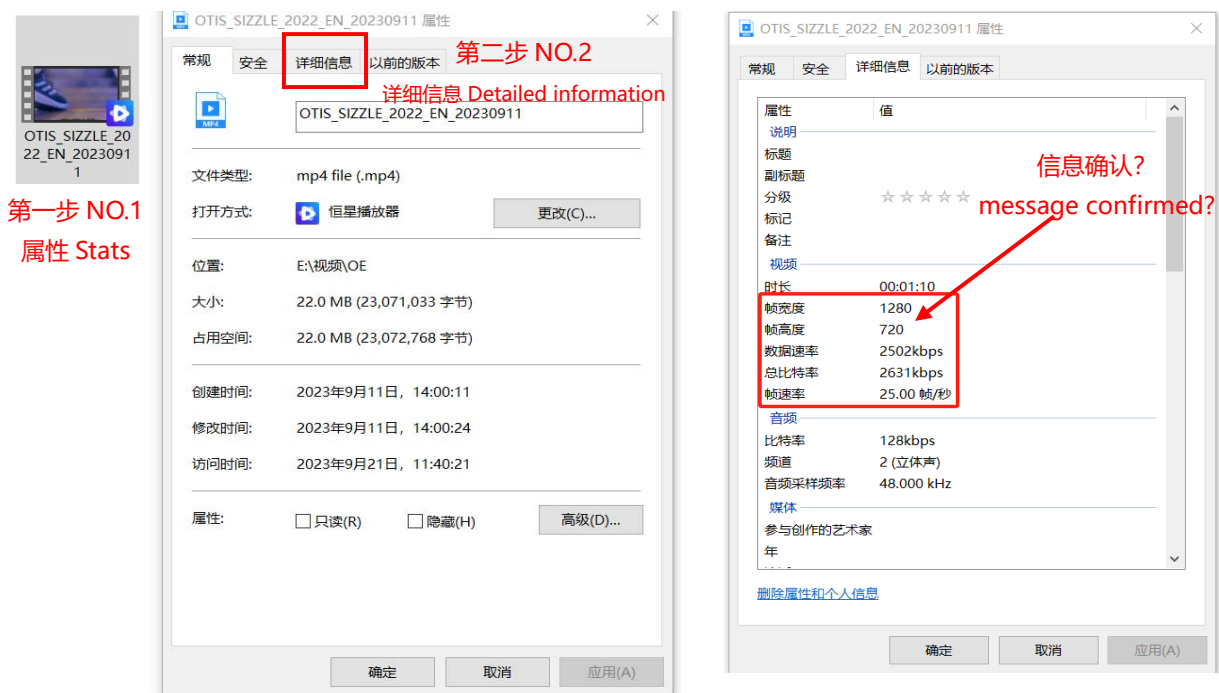 OTIS_SIZZLE_20
22_EN_2023091
1
第一步 NO.1
属性 Stats
OTIS_SIZZLE_2022_EN_20230911 属性
常规 安全 详细信息 以前的版本
第二步 NO.2
详细信息 Detailed information
MP4
OTIS_SIZZLE_2022_EN_20230911
文件类型: mp4 file (.mp4)
打开方式: 恒星播放器 更改(C)...
位置: E:\视频\OE
大小: 22.0 MB (23,071,033 字节)
占用空间: 22.0 MB (23,072,768 字节)
创建时间: 2023年9月11日，14:00:11
修改时间: 2023年9月11日，14:00:24
访问时间: 2023年9月21日，11:40:21
属性: 只读(R) 隐藏(H) 高级(D)...
确定 取消 应用(A)
OTIS_SIZZLE_2022_EN_20230911 属性
常规 安全 详细信息 以前的版本
属性 值
说明
标题
副标题
分级
标记
备注
信息确认?
message confirmed?
视频
时长 00:01:10
帧宽度 1280
帧高度 720
数据速率 2502kbps
总比特率 2631kbps
帧速率 25.00 帧/秒
音频
比特率 128kbps
频道 2 (立体声)
音频采样频率 48.000 kHz
媒体
参与创作的艺术家
年
删除属性和个人信息
确定 取消 应用(A)